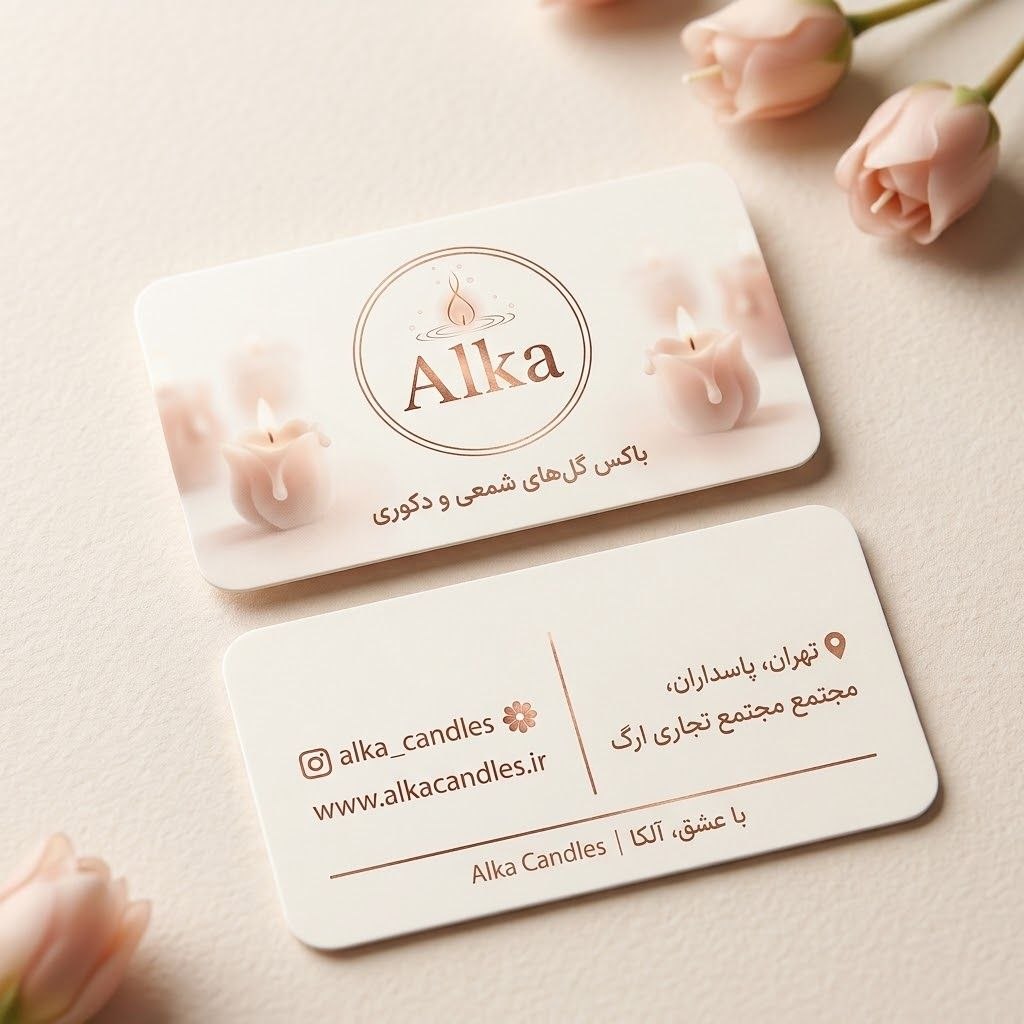 Alka
باکس گل‌های شمعی و دکوری
تهران، پاسداران،
مجتمع مجتمع تجاری ارگ
alka_candles
www.alkacandles.ir
با عشق، آلکا | Alka Candles